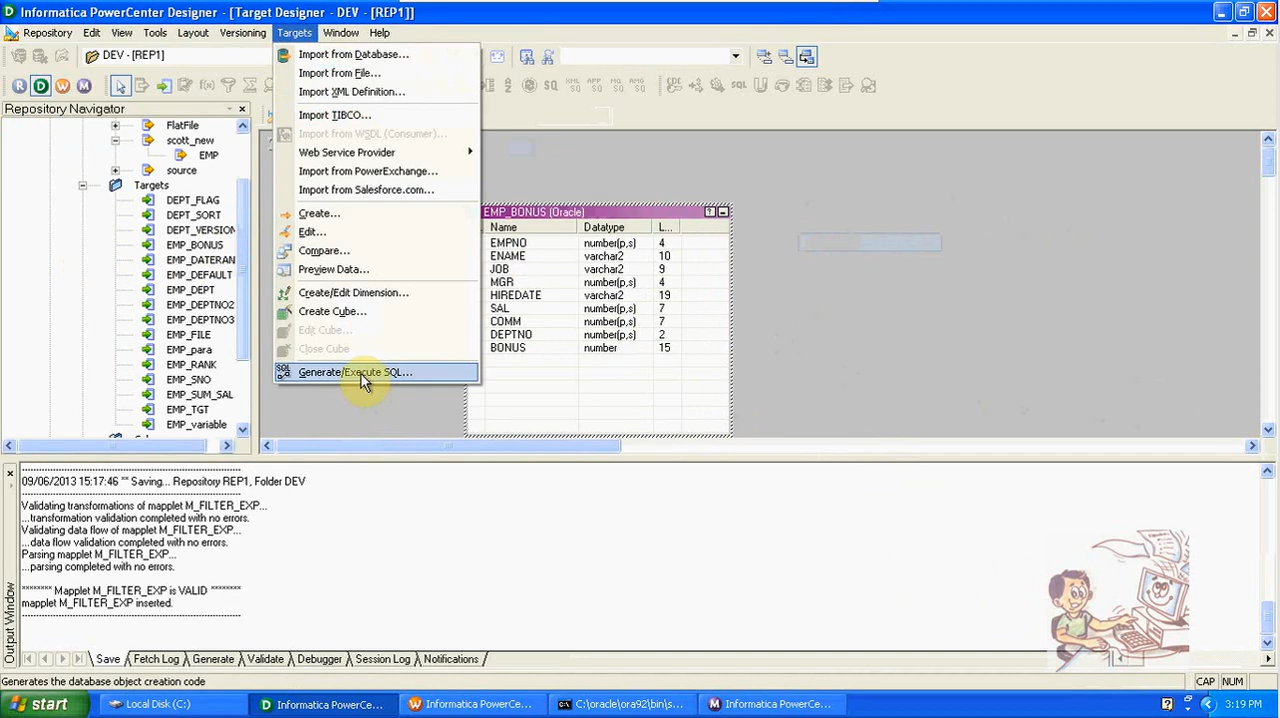 Informatica PowerCenter Designer - [Target Designer - DEV - [REP1]]
Repository Edit View Tools Layout Versioning Targets Window Help
DEV - [REP1]
R D W M
Repository Navigator
FlatFile
scott_new
EMP
source
Targets
DEPT_FLAG
DEPT_SORT
DEPT_VERSION
EMP_BONUS
EMP_DATERAN
EMP_DEFAULT
EMP_DEPT
EMP_DEPTNO2
EMP_DEPTNO3
EMP_FILE
EMP_para
EMP_RANK
EMP_SNO
EMP_SUM_SAL
EMP_TGT
EMP_variable
Import from Database...
Import from File...
Import XML Definition...
Import TIBCO...
Import from WSDL (Consumer)...
Web Service Provider
Import from PowerExchange...
Import from Salesforce.com...
Create...
Edit...
Compare...
Preview Data...
Create/Edit Dimension...
Create Cube...
Edit Cube...
Close Cube
Generate/Execute SQL...
EMP_BONUS (Oracle)
Name Datatype L...
EMPNO number(p,s) 4
ENAME varchar2 10
JOB varchar2 9
MGR number(p,s) 4
HIREDATE varchar2 19
SAL number(p,s) 7
COMM number(p,s) 7
DEPTNO number(p,s) 2
BONUS number 15
09/06/2013 15:17:46 ** Saving... Repository REP1, Folder DEV
Validating transformations of mapplet M_FILTER_EXP...
...transformation validation completed with no errors.
Validating data flow of mapplet M_FILTER_EXP...
...data flow validation completed with no errors.
Parsing mapplet M_FILTER_EXP...
...parsing completed with no errors.
******** Mapplet M_FILTER_EXP is VALID ********
mapplet M_FILTER_EXP inserted.
Output Window
Save Fetch Log Generate Validate Debugger Session Log Notifications
Generates the database object creation code CAP NUM
start Local Disk (C:) Informatica PowerCe... Informatica PowerCe... C:\oracle\ora92\bin\s... Informatica PowerCe... 3:19 PM